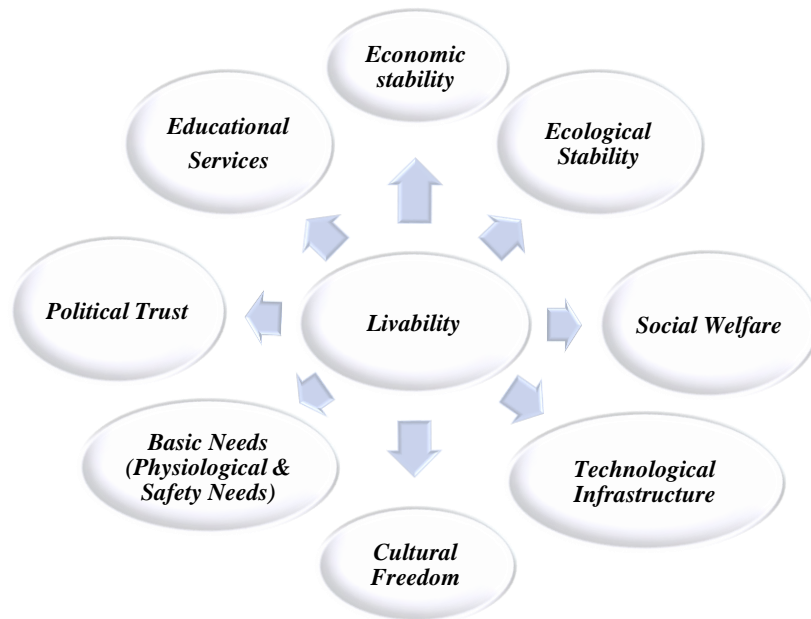 Economic
stability
Educational
Services
Ecological
Stability
Political Trust
Livability
Social Welfare
Basic Needs
(Physiological &
Safety Needs)
Technological
Infrastructure
Cultural
Freedom